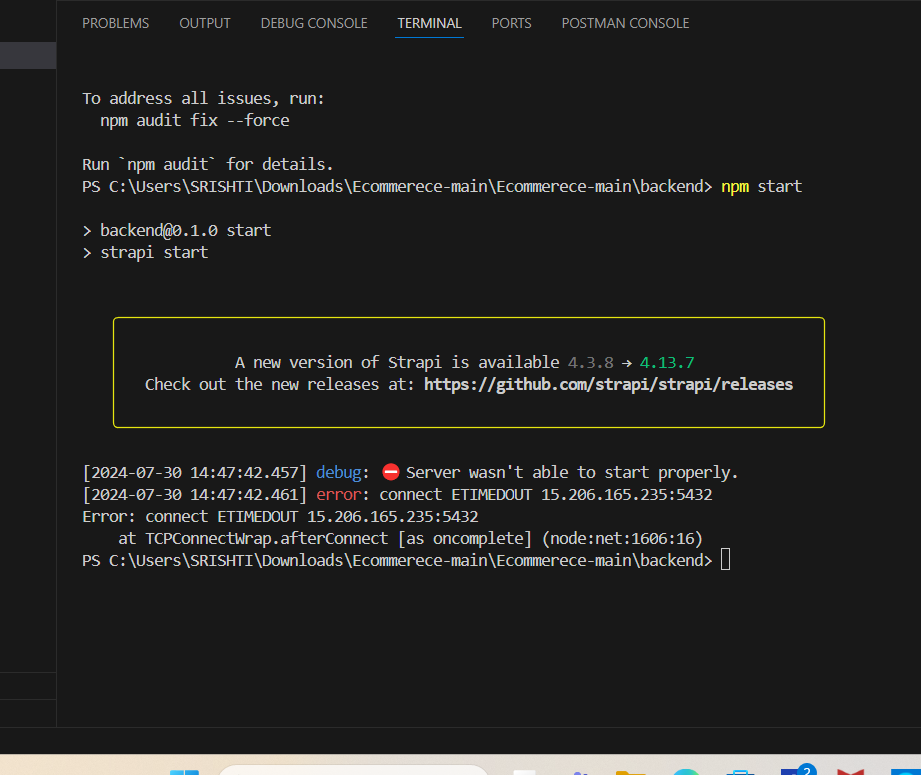 PROBLEMS OUTPUT DEBUG CONSOLE TERMINAL PORTS POSTMAN CONSOLE
To address all issues, run:
  npm audit fix --force
Run `npm audit` for details.
PS C:\Users\SRISHTI\Downloads\Ecommerece-main\Ecommerece-main\backend> npm start
> backend@0.1.0 start
> strapi start
A new version of Strapi is available 4.3.8 → 4.13.7
Check out the new releases at: https://github.com/strapi/strapi/releases
[2024-07-30 14:47:42.457] debug: ⛔ Server wasn't able to start properly.
[2024-07-30 14:47:42.461] error: connect ETIMEDOUT 15.206.165.235:5432
Error: connect ETIMEDOUT 15.206.165.235:5432
    at TCPConnectWrap.afterConnect [as oncomplete] (node:net:1606:16)
PS C:\Users\SRISHTI\Downloads\Ecommerece-main\Ecommerece-main\backend>
2